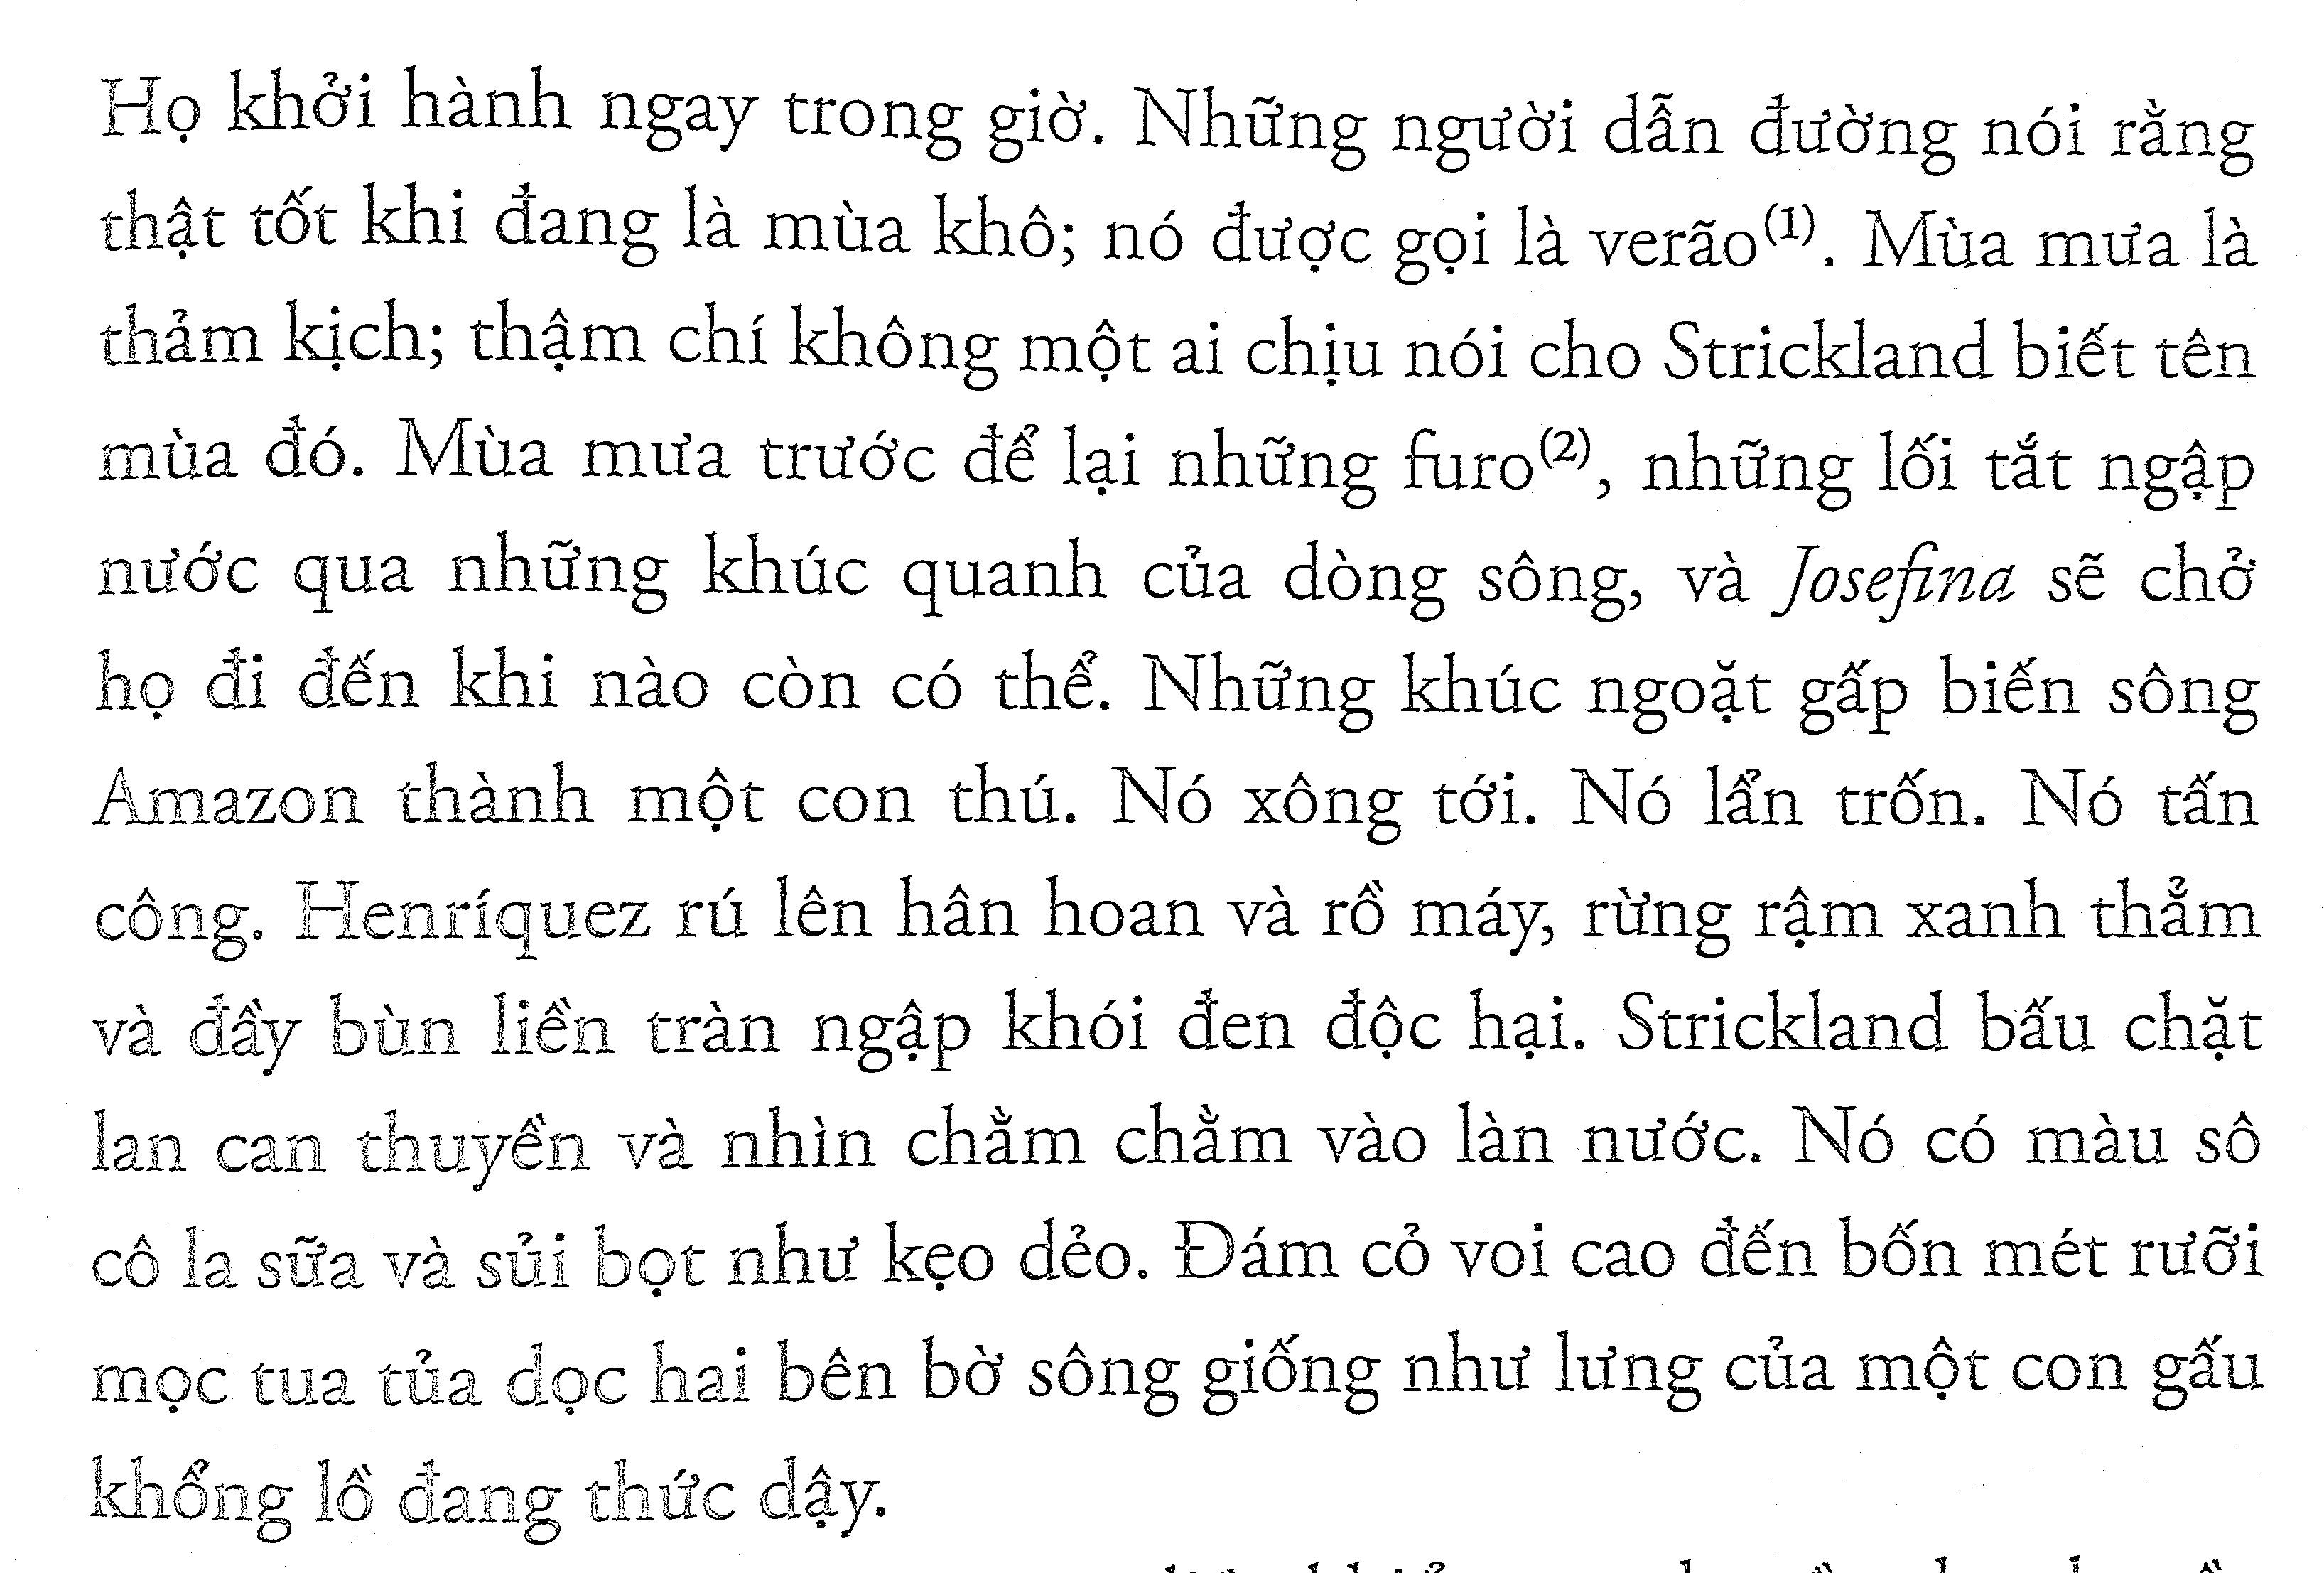 Họ khởi hành ngay trong giờ. Những người dẫn đường nói rằng
thật tốt khi đang là mùa khô; nó được gọi là verão⁽¹⁾. Mùa mưa là
thảm kịch; thậm chí không một ai chịu nói cho Strickland biết tên
mùa đó. Mùa mưa trước để lại những furo⁽²⁾, những lối tắt ngập
nước qua những khúc quanh của dòng sông, và Josefina sẽ chở
họ đi đến khi nào còn có thể. Những khúc ngoặt gấp biến sông
Amazon thành một con thú. Nó xông tới. Nó lẩn trốn. Nó tấn
công. Henríquez rú lên hân hoan và rồ máy, rừng rậm xanh thẳm
và đầy bùn liền tràn ngập khói đen độc hại. Strickland bấu chặt
lan can thuyền và nhìn chằm chằm vào làn nước. Nó có màu sô
cô la sữa và sủi bọt như kẹo dẻo. Đám cỏ voi cao đến bốn mét rưỡi
mọc tua tủa dọc hai bên bờ sông giống như lưng của một con gấu
khổng lồ đang thức dậy.